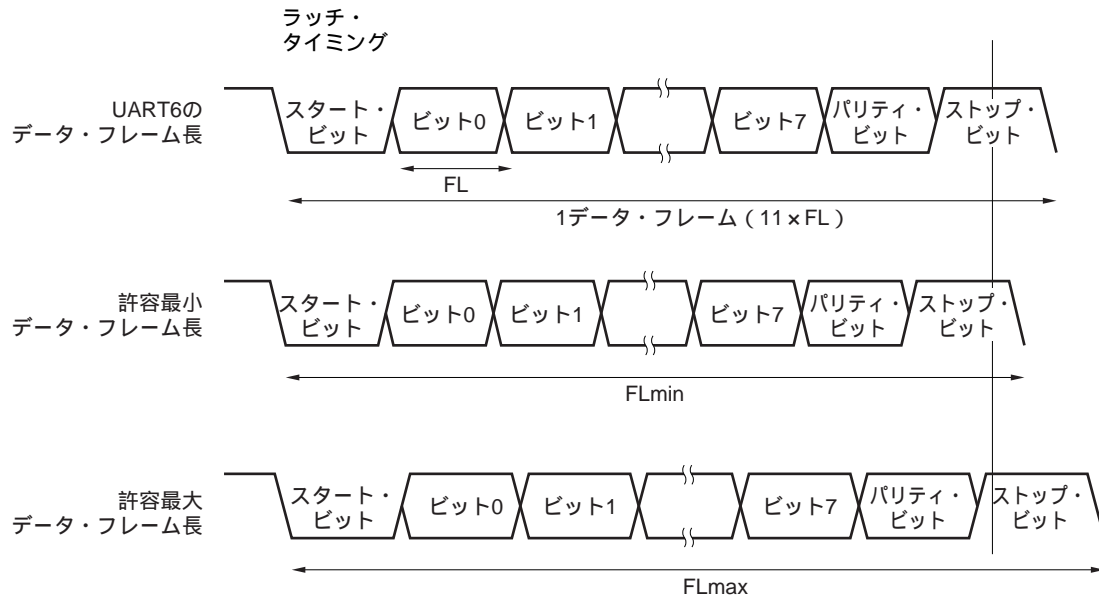 ラッチ・
タイミング
UART6の
データ・フレーム長
スタート・
ビット
ビット0
ビット1
ビット7
パリティ・
ビット
ストップ・
ビット
FL
1データ・フレーム（11×FL）
許容最小
データ・フレーム長
スタート・
ビット
ビット0
ビット1
ビット7
パリティ・
ビット
ストップ・
ビット
FLmin
許容最大
データ・フレーム長
スタート・
ビット
ビット0
ビット1
ビット7
パリティ・
ビット
ストップ・
ビット
FLmax